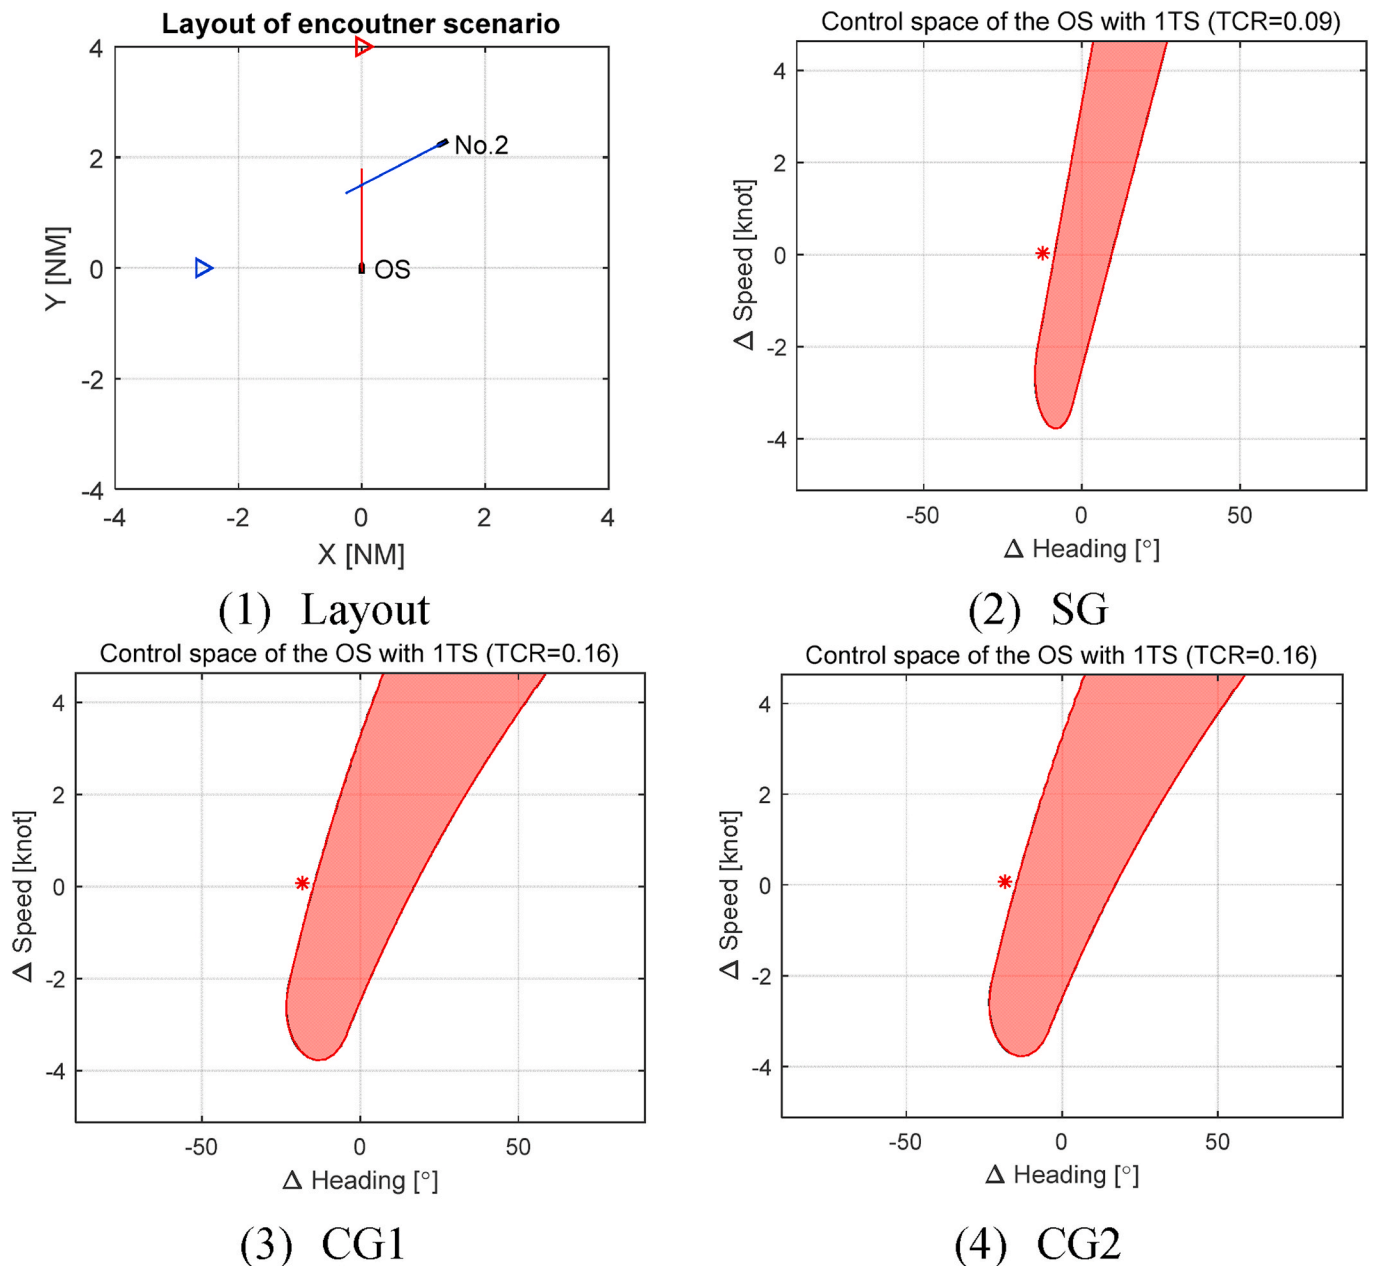 Layout of encoutner scenario
4
2
0
-2
-4
-4
-2
0
2
4
Y [NM]
X [NM]
No.2
OS
(1) Layout
Control space of the OS with 1TS (TCR=0.09)
4
2
0
-2
-4
-50
0
50
Δ Speed [knot]
Δ Heading [°]
(2) SG
Control space of the OS with 1TS (TCR=0.16)
4
2
0
-2
-4
-50
0
50
Δ Speed [knot]
Δ Heading [°]
(3) CG1
Control space of the OS with 1TS (TCR=0.16)
4
2
0
-2
-4
-50
0
50
Δ Speed [knot]
Δ Heading [°]
(4) CG2